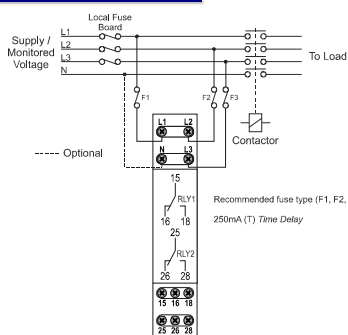 Local Fuse
Board
Supply /
Monitored
Voltage
L1
L2
L3
N
To Load
F1
F2
F3
Contactor
L1 L2
N L3
Optional
15
RLY1
16 18
25
RLY2
26 28
Recommended fuse type (F1, F2,
250mA (T) Time Delay
15 16 18
25 26 28